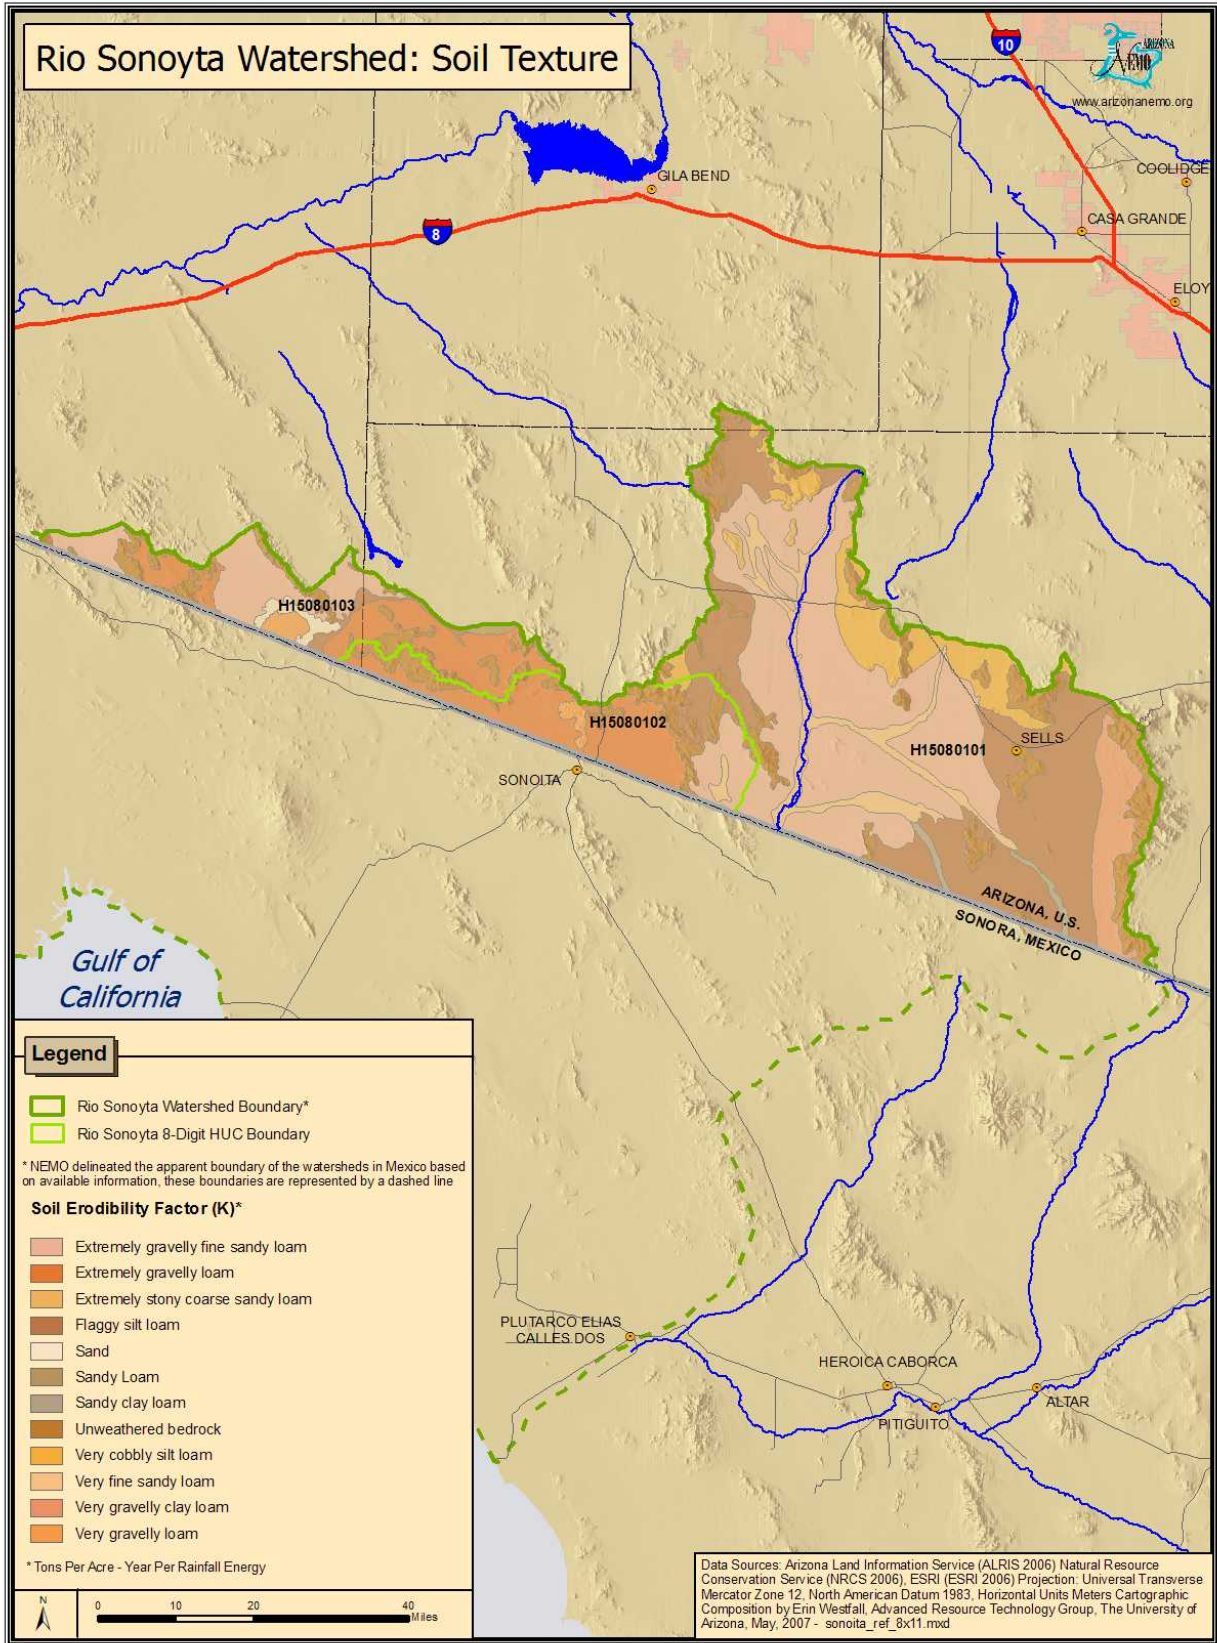 Rio Sonoyta Watershed: Soil Texture
10
ARIZONA
NEMO
www.arizonanemo.org
GILA BEND
COOLIDGE
CASA GRANDE
8
ELOY
H15080103
H15080102
H15080101
SELLS
SONOITA
ARIZONA, U.S.
SONORA, MEXICO
Gulf of
California
Legend
Rio Sonoyta Watershed Boundary*
Rio Sonoyta 8-Digit HUC Boundary
* NEMO delineated the apparent boundary of the watersheds in Mexico based
on available information, these boundaries are represented by a dashed line
Soil Erodibility Factor (K)*
Extremely gravelly fine sandy loam
Extremely gravelly loam
Extremely stony coarse sandy loam
Flaggy silt loam
Sand
Sandy Loam
Sandy clay loam
Unweathered bedrock
Very cobbly silt loam
Very fine sandy loam
Very gravelly clay loam
Very gravelly loam
* Tons Per Acre - Year Per Rainfall Energy
N
0 10 20 40
Miles
PLUTARCO ELIAS
CALLES DOS
HEROICA CABORCA
ALTAR
PITIGUITO
Data Sources: Arizona Land Information Service (ALRIS 2006) Natural Resource
Conservation Service (NRCS 2006), ESRI (ESRI 2006) Projection: Universal Transverse
Mercator Zone 12, North American Datum 1983, Horizontal Units Meters Cartographic
Composition by Erin Westfall, Advanced Resource Technology Group, The University of
Arizona, May, 2007 - sonoita_ref_8x11.mxd